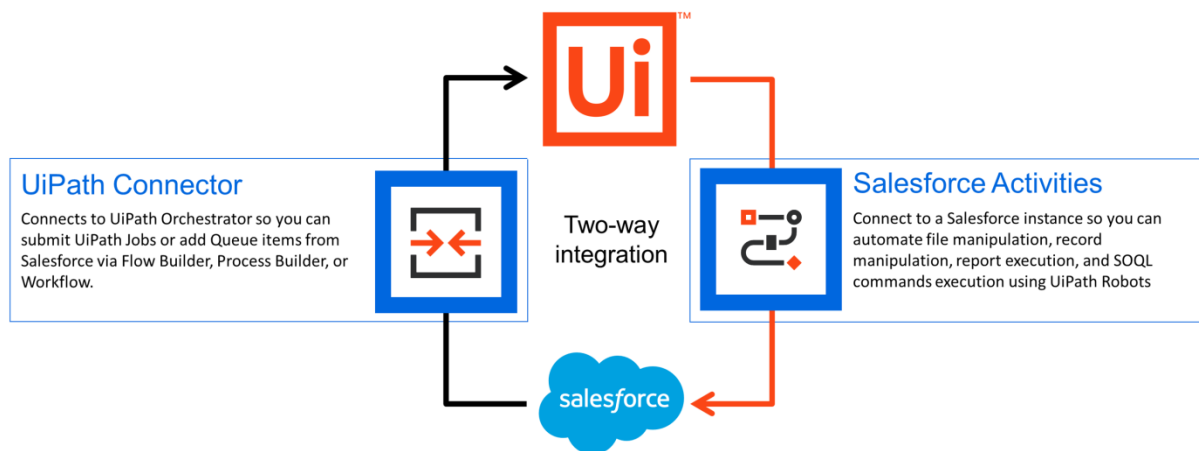 Ui
TM
UiPath Connector
Connects to UiPath Orchestrator so you can
submit UiPath Jobs or add Queue items from
Salesforce via Flow Builder, Process Builder, or
Workflow.
Two-way
integration
Salesforce Activities
Connect to a Salesforce instance so you can
automate file manipulation, record
manipulation, report execution, and SOQL
commands execution using UiPath Robots
salesforce